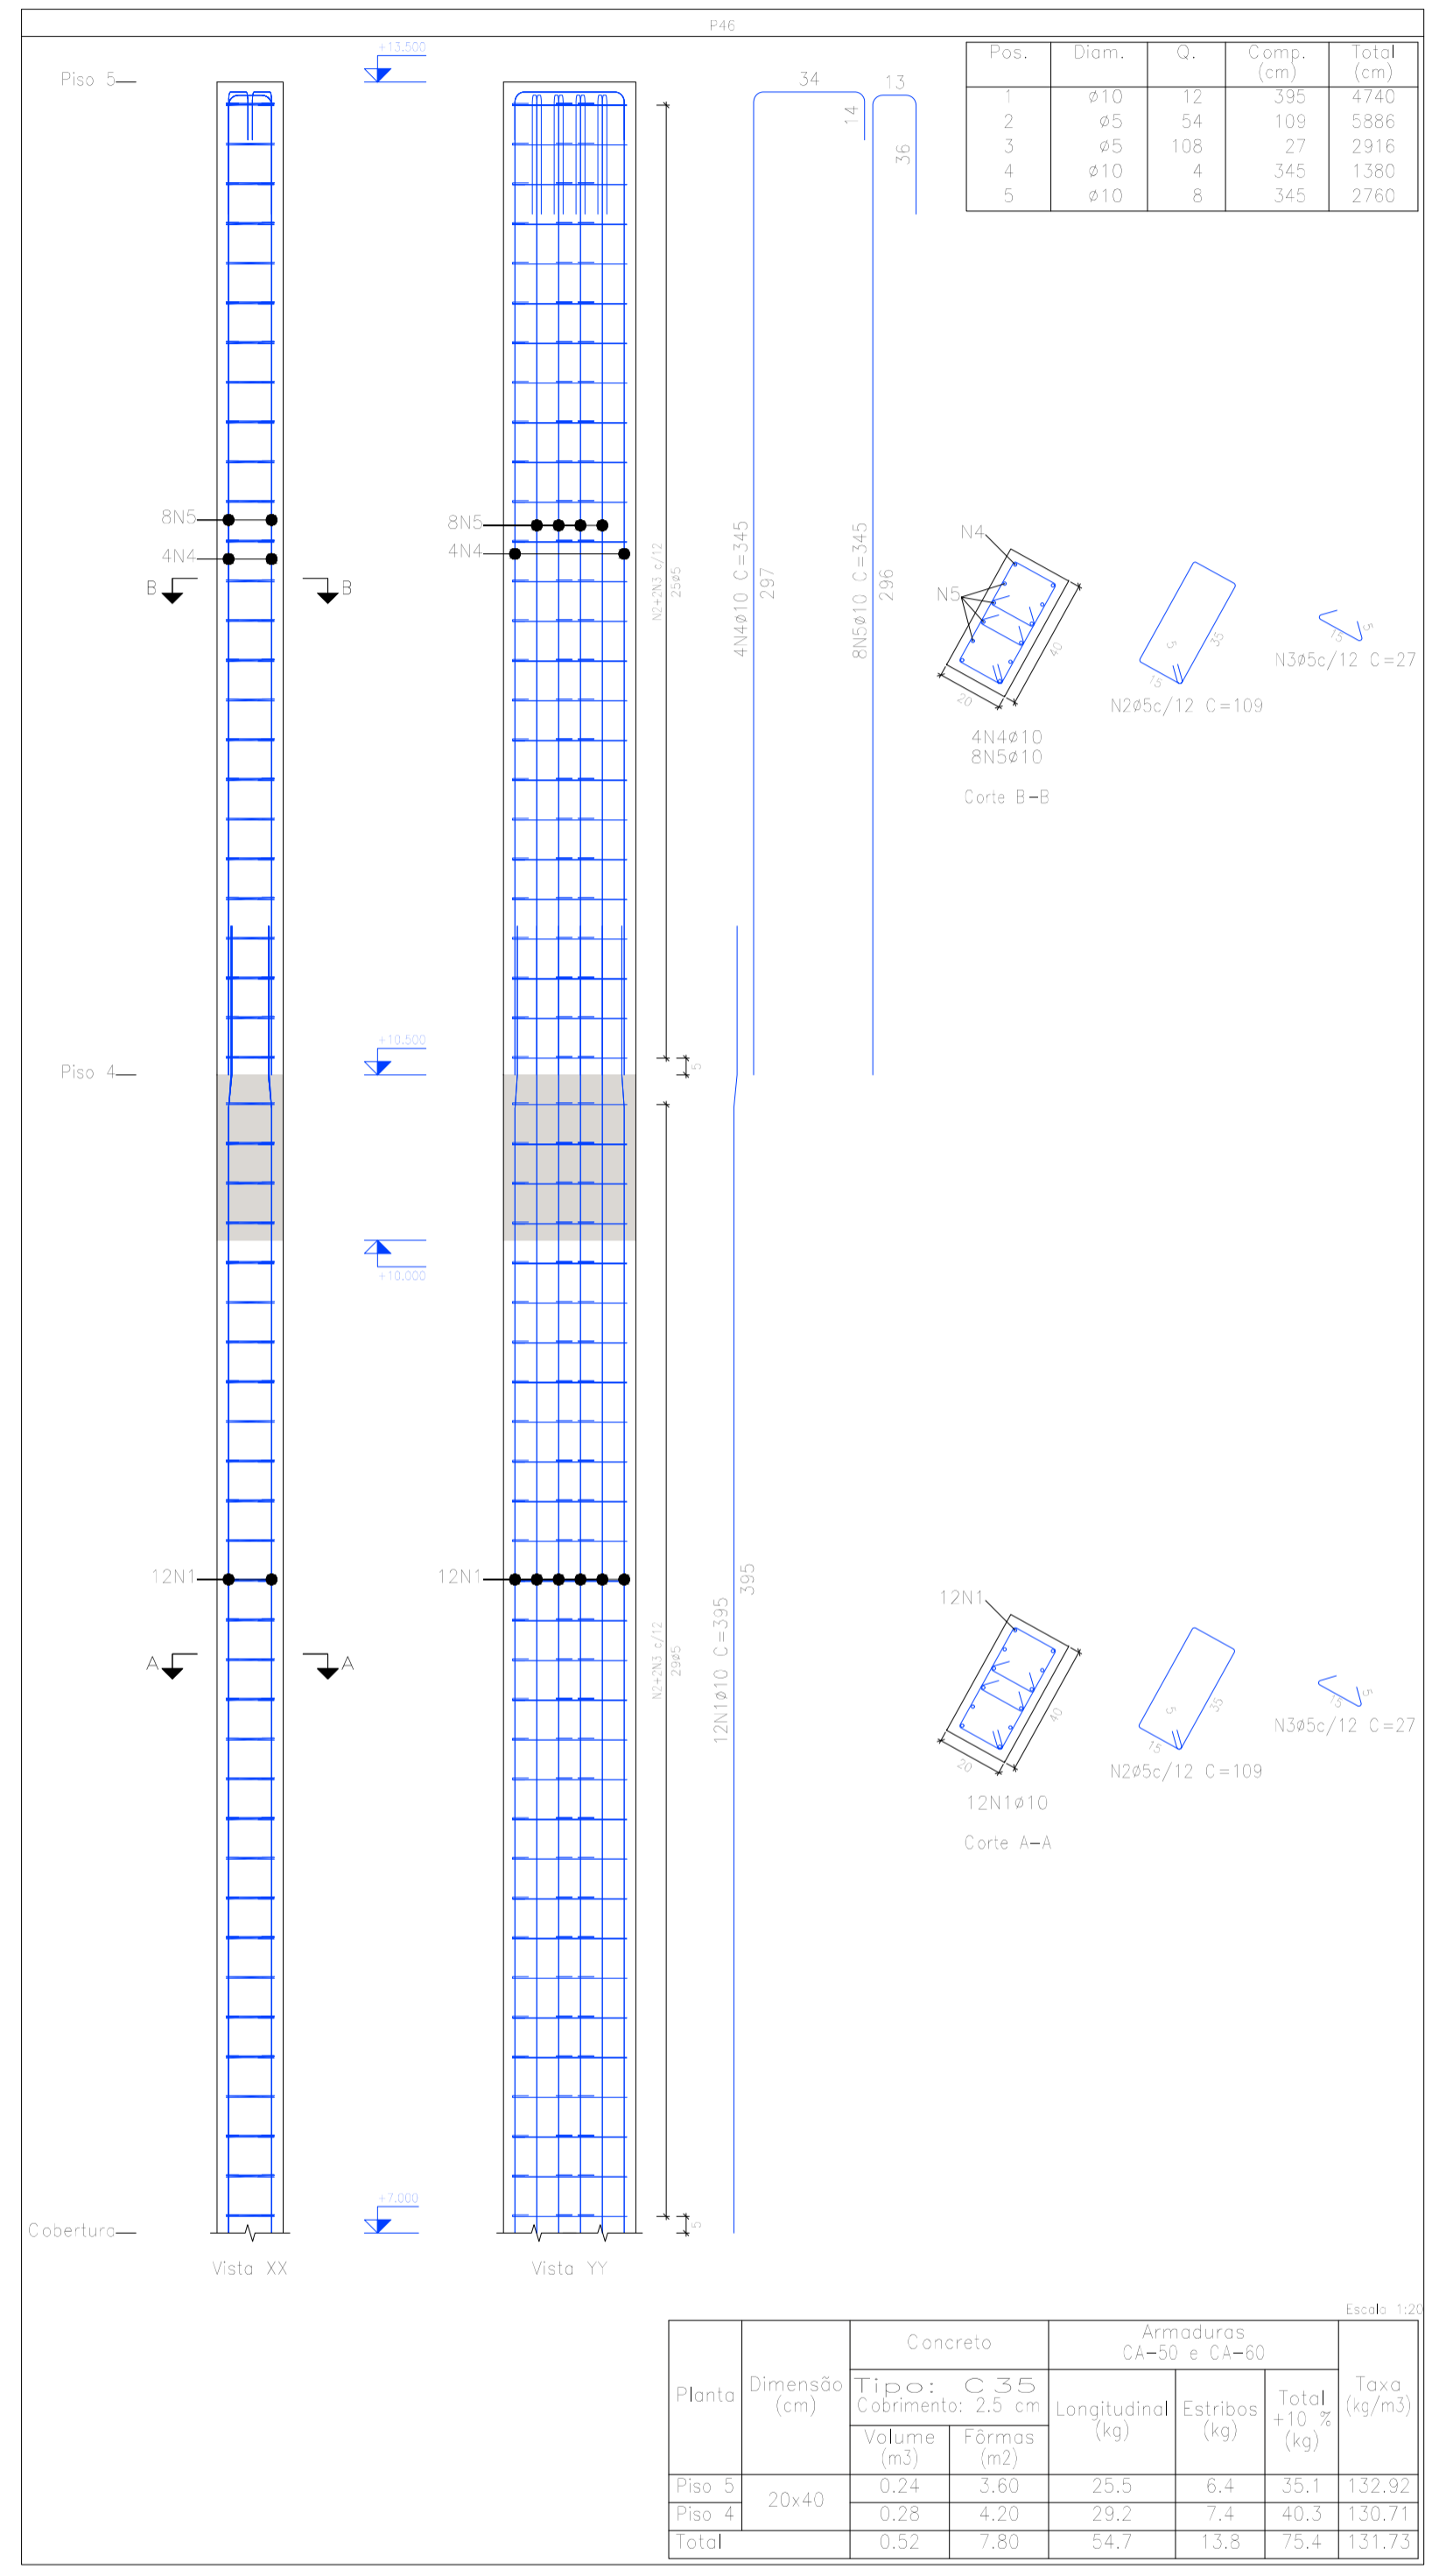 P46
Pos. Diam. Q. Comp. (cm) Total (cm)
1 ø10 12 395 4740
2 ø5 54 109 5886
3 ø5 108 27 2916
4 ø10 4 345 1380
5 ø10 8 345 2760
Piso 5
+13.500
34
13
14
36
8N5
4N4
B
B
8N5
4N4
N2+2N3 c/12
25ø5
4N4ø10 C=345
297
8N5ø10 C=345
296
N4
N5
40
20
4N4ø10
8N5ø10
Corte B-B
5
35
15
N2ø5c/12 C=109
15
5
N3ø5c/12 C=27
Piso 4
+10.500
5
+10.000
12N1
12N1
A
A
N2+2N3 c/12
29ø5
12N1ø10 C=395
395
12N1
40
20
12N1ø10
Corte A-A
5
35
15
N2ø5c/12 C=109
15
5
N3ø5c/12 C=27
Cobertura
+7.000
5
Vista XX
Vista YY
Escala 1:20
Planta
Dimensão (cm)
Concreto
Tipo: C35
Cobrimento: 2.5 cm
Volume (m3)
Fôrmas (m2)
Armaduras
CA-50 e CA-60
Longitudinal (kg)
Estribos (kg)
Total +10 % (kg)
Taxa (kg/m3)
Piso 5 20x40 0.24 3.60 25.5 6.4 35.1 132.92
Piso 4 0.28 4.20 29.2 7.4 40.3 130.71
Total 0.52 7.80 54.7 13.8 75.4 131.73